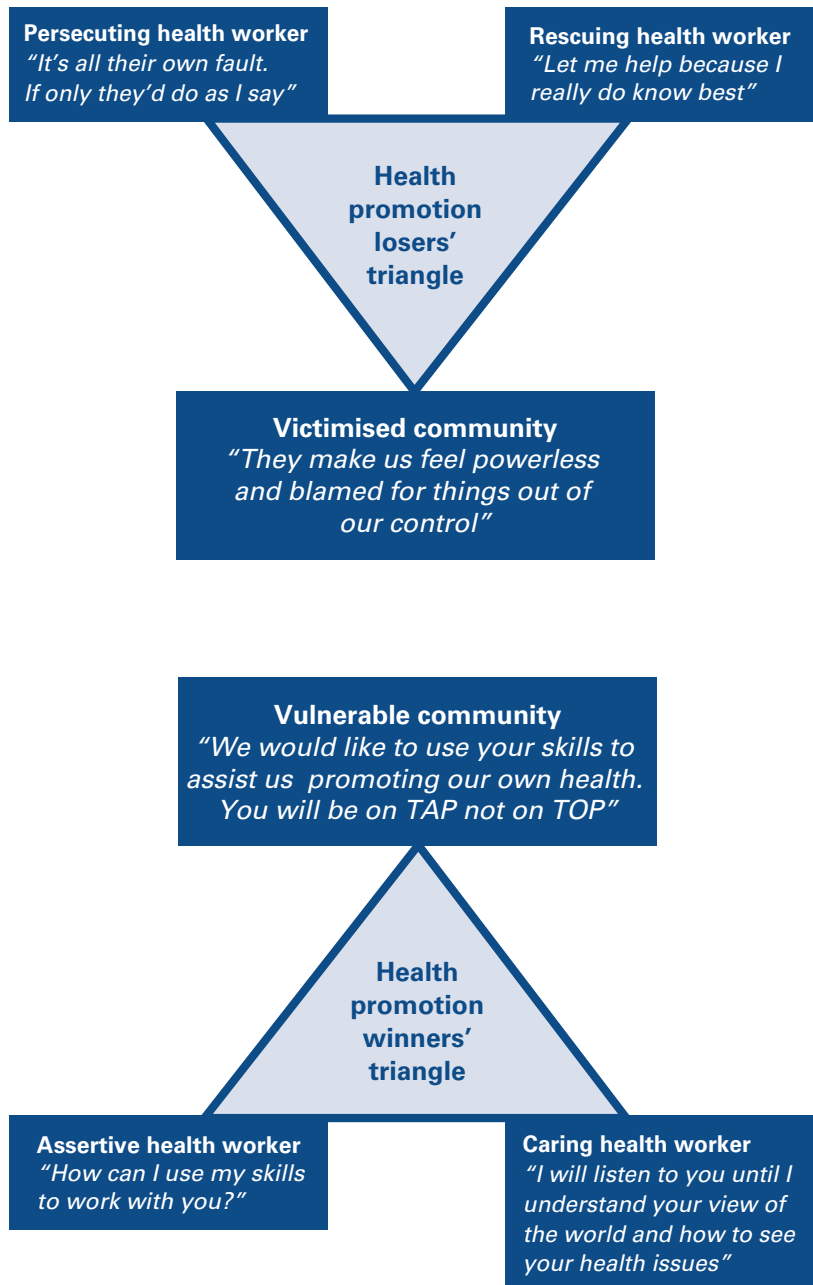 Persecuting health worker
“It’s all their own fault.
If only they’d do as I say”
Rescuing health worker
“Let me help because I
really do know best”
Health
promotion
losers’
triangle
Victimised community
“They make us feel powerless
and blamed for things out of
our control”
Vulnerable community
“We would like to use your skills to
assist us  promoting our own health.
You will be on TAP not on TOP”
Health
promotion
winners’
triangle
Assertive health worker
“How can I use my skills
to work with you?”
Caring health worker
“I will listen to you until I
understand your view of
the world and how to see
your health issues”